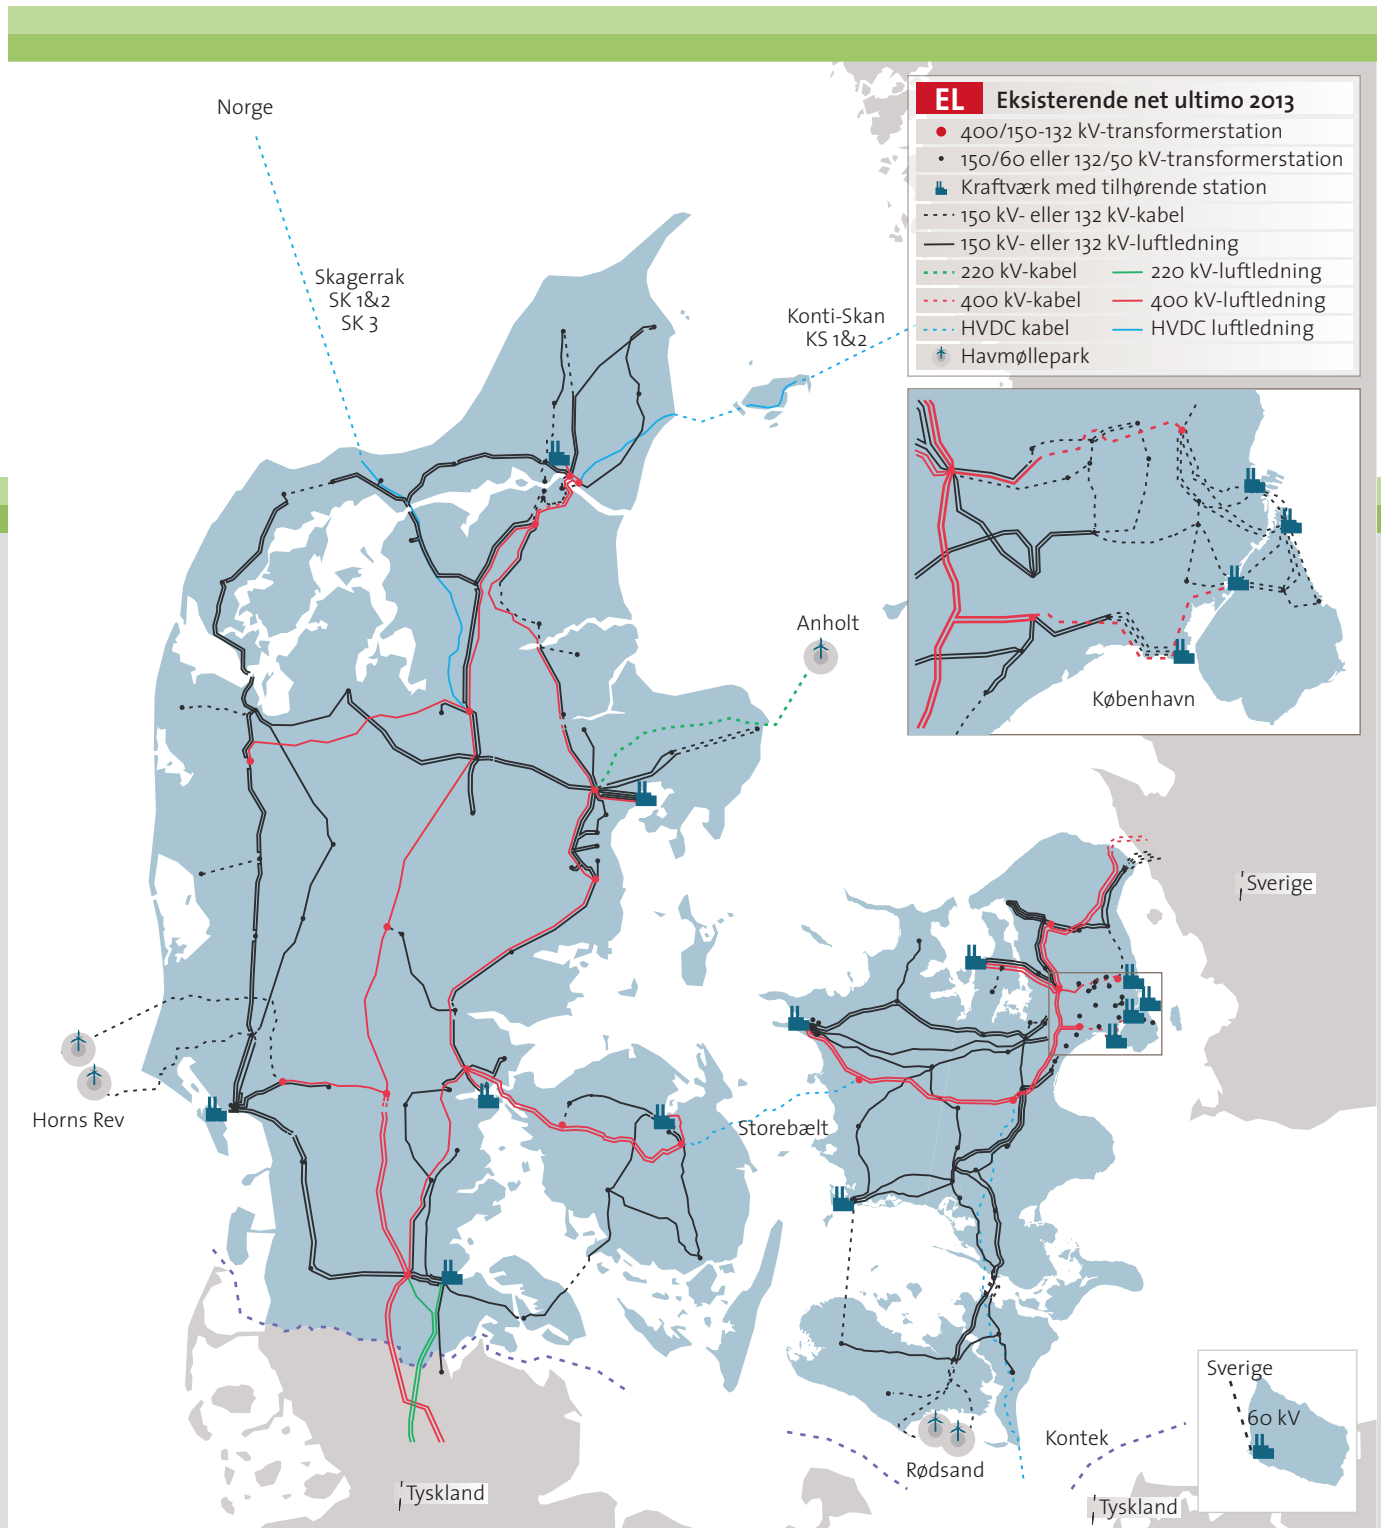 EL Eksisterende net ultimo 2013
400/150-132 kV-transformerstation
150/60 eller 132/50 kV-transformerstation
Kraftværk med tilhørende station
150 kV- eller 132 kV-kabel
150 kV- eller 132 kV-luftledning
220 kV-kabel 220 kV-luftledning
400 kV-kabel 400 kV-luftledning
HVDC kabel HVDC luftledning
Havmøllepark
Norge
Skagerrak
SK 1&2
SK 3
Konti-Skan
KS 1&2
Anholt
København
Sverige
Horns Rev
Storebælt
Sverige
60 kV
Kontek
Rødsand
Tyskland
Tyskland